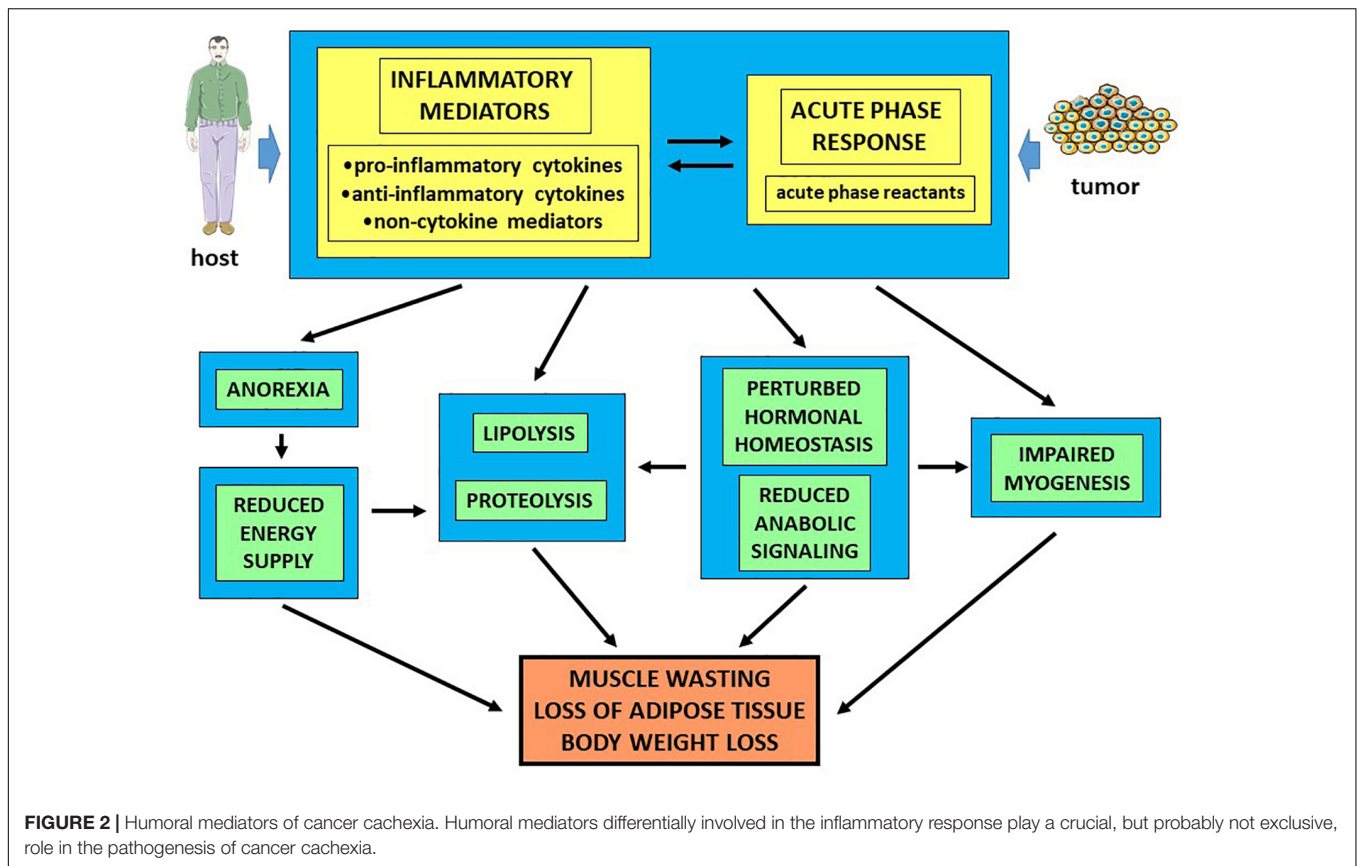 INFLAMMATORY
MEDIATORS
•pro-inflammatory cytokines
•anti-inflammatory cytokines
•non-cytokine mediators
ACUTE PHASE
RESPONSE
acute phase reactants
host
tumor
ANOREXIA
REDUCED
ENERGY
SUPPLY
LIPOLYSIS
PROTEOLYSIS
PERTURBED
HORMONAL
HOMEOSTASIS
REDUCED
ANABOLIC
SIGNALING
IMPAIRED
MYOGENESIS
MUSCLE WASTING
LOSS OF ADIPOSE TISSUE
BODY WEIGHT LOSS
FIGURE 2 | Humoral mediators of cancer cachexia. Humoral mediators differentially involved in the inflammatory response play a crucial, but probably not exclusive,
role in the pathogenesis of cancer cachexia.